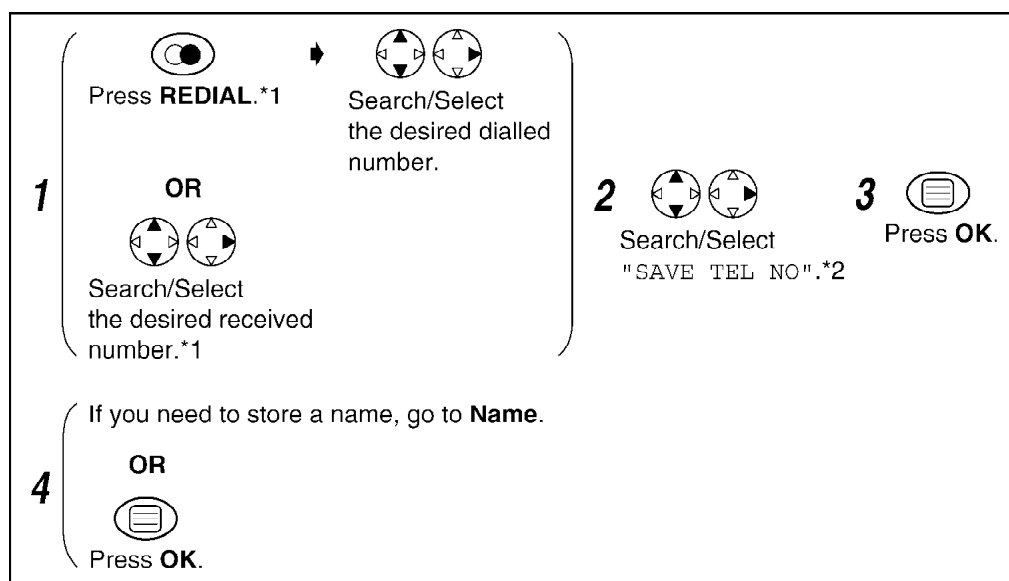 1
Press REDIAL.*1
Search/Select
the desired dialled
number.
OR
Search/Select
the desired received
number.*1
2
Search/Select
"SAVE TEL NO".*2
3
Press OK.
4
If you need to store a name, go to Name.
OR
Press OK.